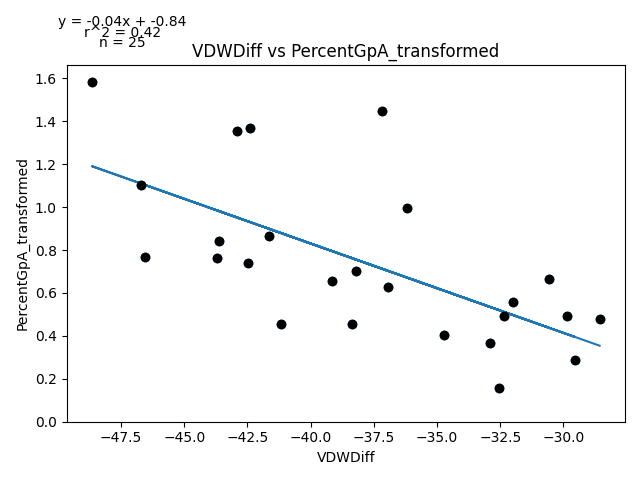 y = -0.04x + -0.84
r^2 = 0.42
n = 25
VDWDiff vs PercentGpA_transformed
PercentGpA_transformed
1.6
1.4
1.2
1.0
0.8
0.6
0.4
0.2
0.0
−47.5 −45.0 −42.5 −40.0 −37.5 −35.0 −32.5 −30.0
VDWDiff